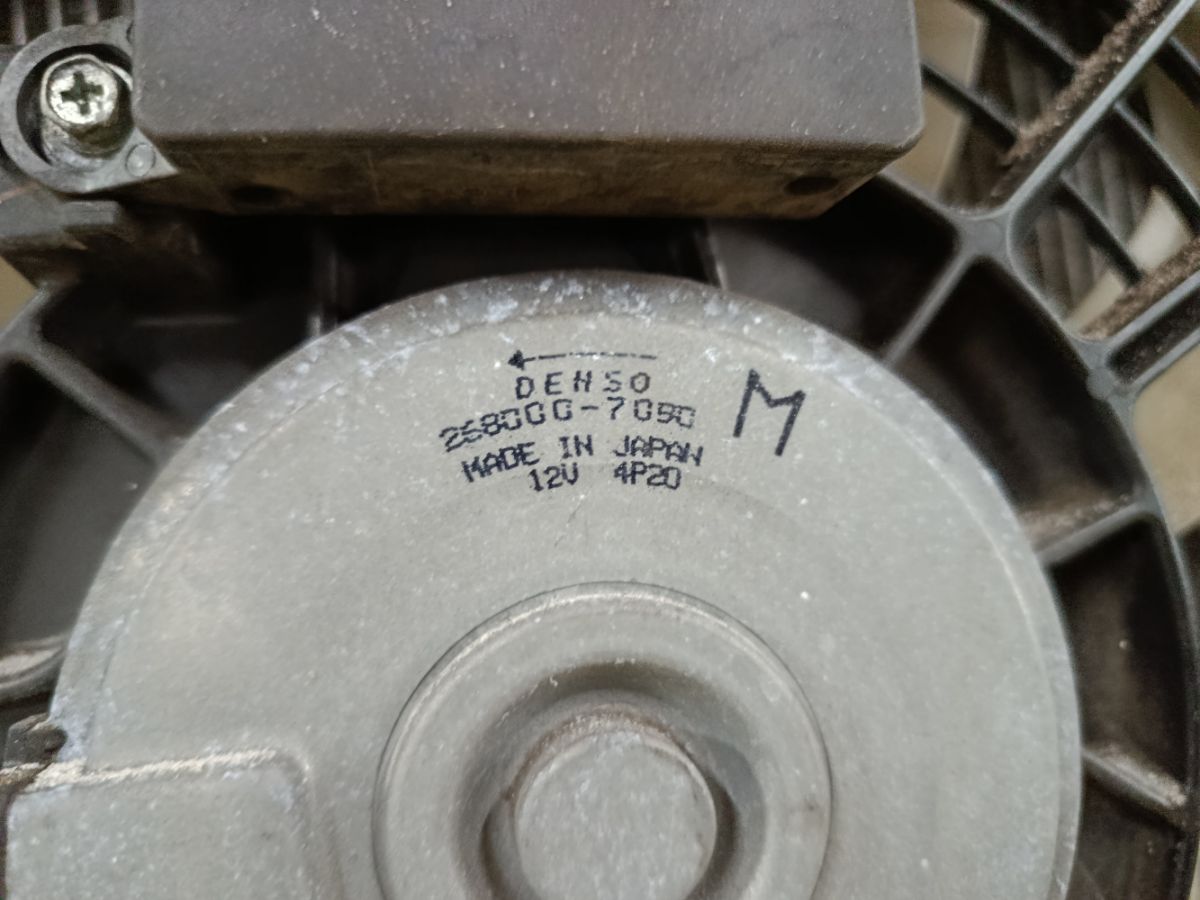 DENSO
268000-7090
MADE IN JAPAN
12V 4P20
M